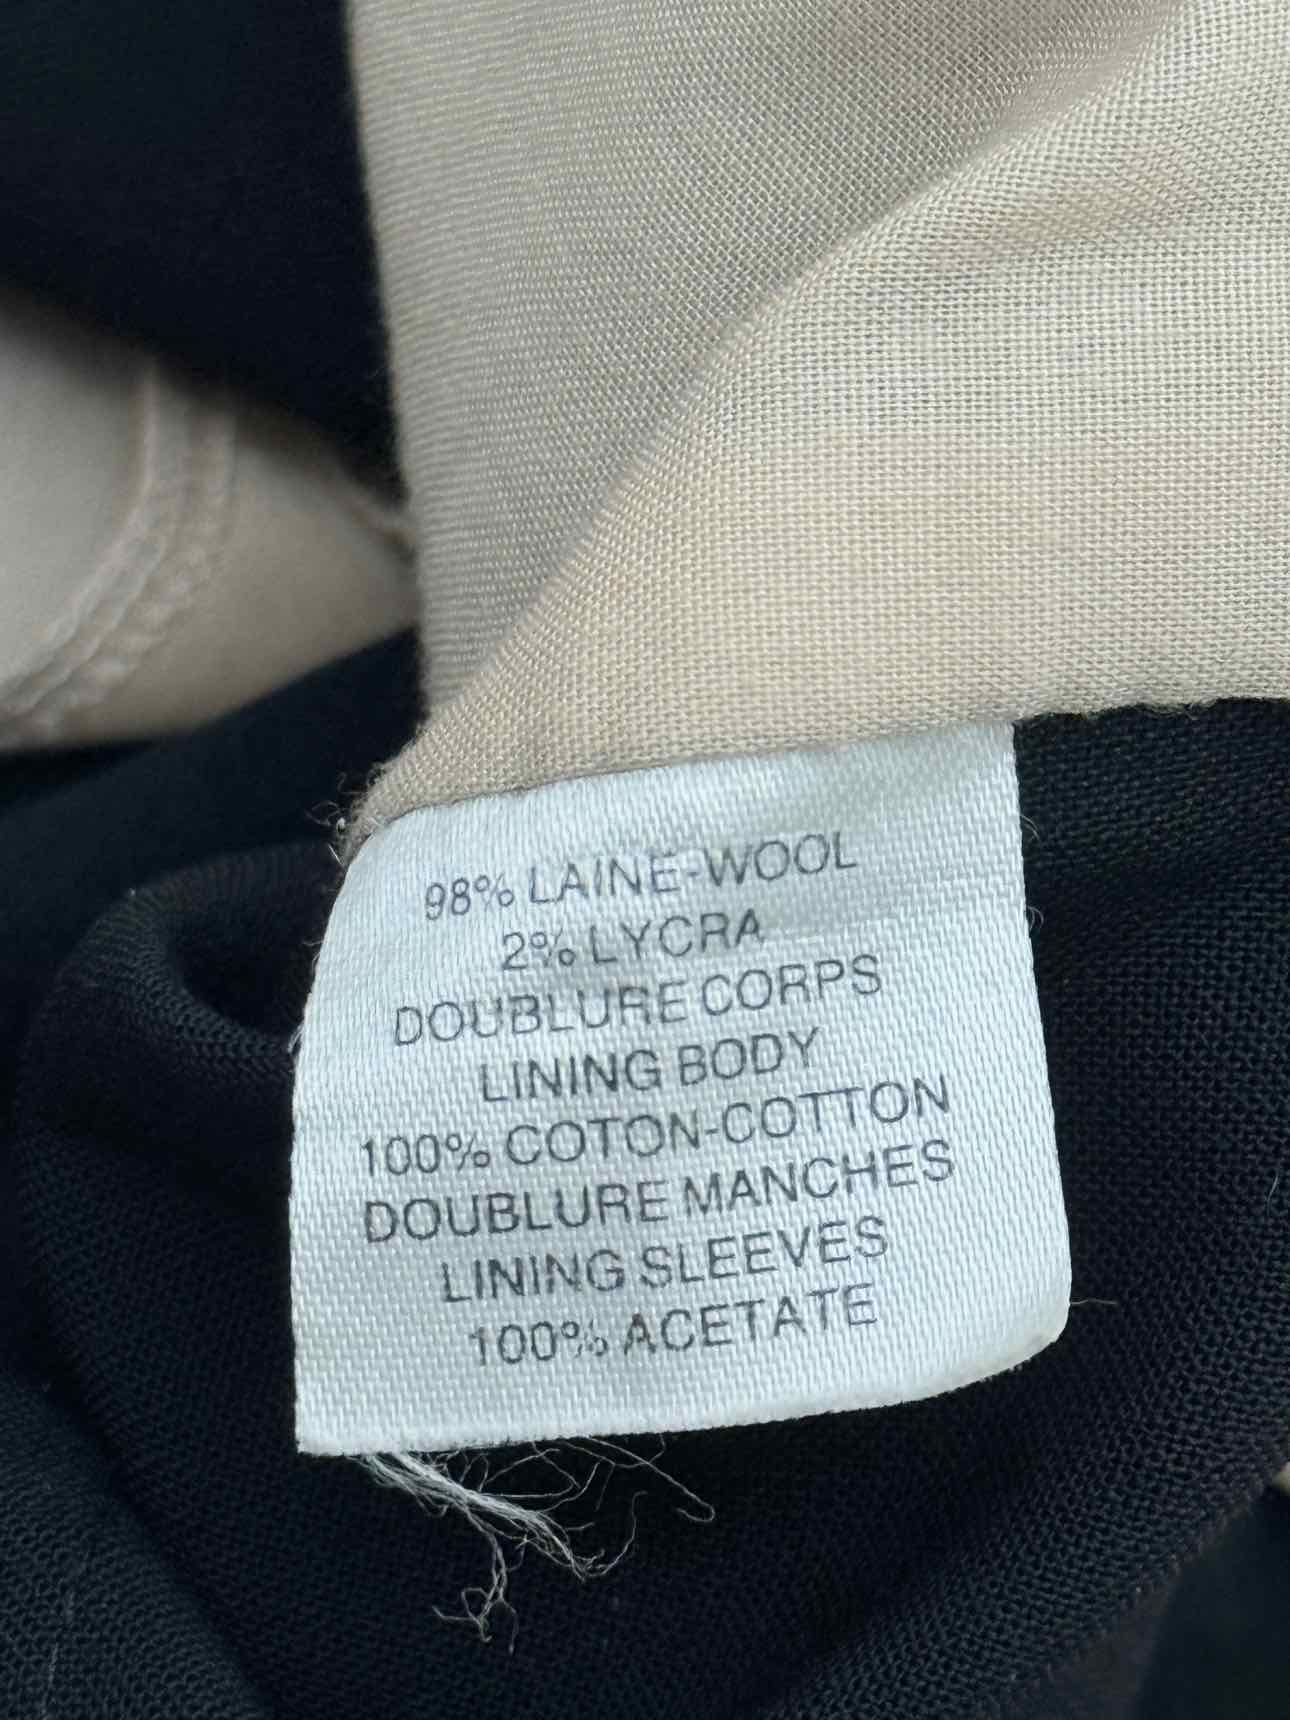 98% LAINE-WOOL
2% LYCRA
DOUBLURE CORPS
LINING BODY
100% COTON-COTTON
DOUBLURE MANCHES
LINING SLEEVES
100% ACETATE